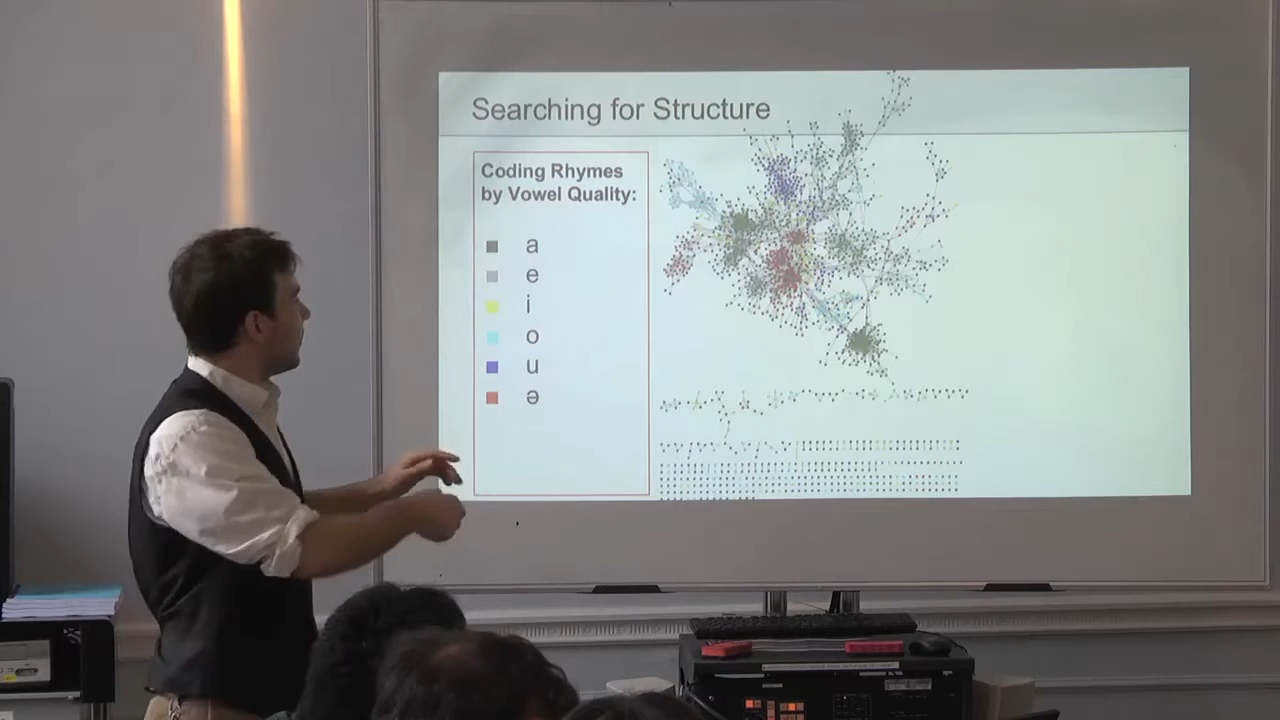 Searching for Structure
Coding Rhymes
by Vowel Quality:
a
e
i
o
u
ə